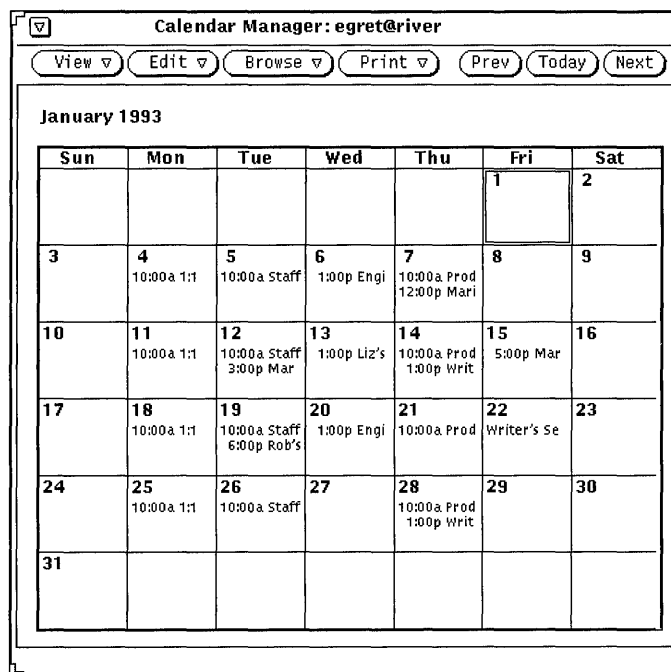 Calendar Manager: egret@river
View Edit Browse Print Prev Today Next
January 1993
Sun Mon Tue Wed Thu Fri Sat
1 2
3 4 5 6 7 8 9
10:00a 1:1 10:00a Staff 1:00p Engi 10:00a Prod
12:00p Mari
10 11 12 13 14 15 16
10:00a 1:1 10:00a Staff 1:00p Liz's 10:00a Prod 5:00p Mar
3:00p Mar 1:00p Writ
17 18 19 20 21 22 23
10:00a 1:1 10:00a Staff 1:00p Engi 10:00a Prod Writer's Se
6:00p Rob's
24 25 26 27 28 29 30
10:00a 1:1 10:00a Staff 10:00a Prod
1:00p Writ
31